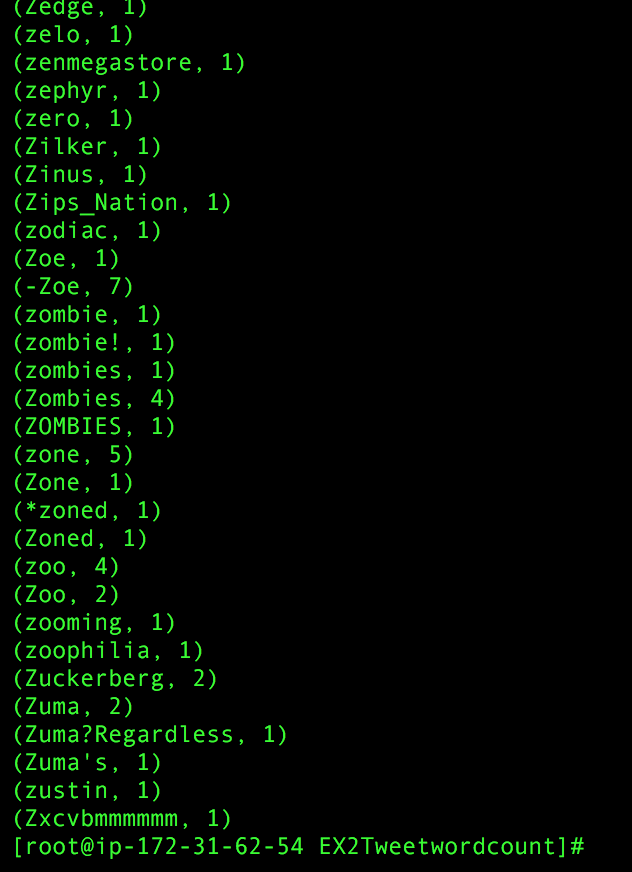 (Zedge, 1)
(zelo, 1)
(zenmegastore, 1)
(zephyr, 1)
(zero, 1)
(Zilker, 1)
(Zinus, 1)
(Zips_Nation, 1)
(zodiac, 1)
(Zoe, 1)
(-Zoe, 7)
(zombie, 1)
(zombie!, 1)
(zombies, 1)
(Zombies, 4)
(ZOMBIES, 1)
(zone, 5)
(Zone, 1)
(*zoned, 1)
(Zoned, 1)
(zoo, 4)
(Zoo, 2)
(zooming, 1)
(zoophilia, 1)
(Zuckerberg, 2)
(Zuma, 2)
(Zuma?Regardless, 1)
(Zuma's, 1)
(zustin, 1)
(Zxcvbmmmmmm, 1)
[root@ip-172-31-62-54 EX2Tweetwordcount]#